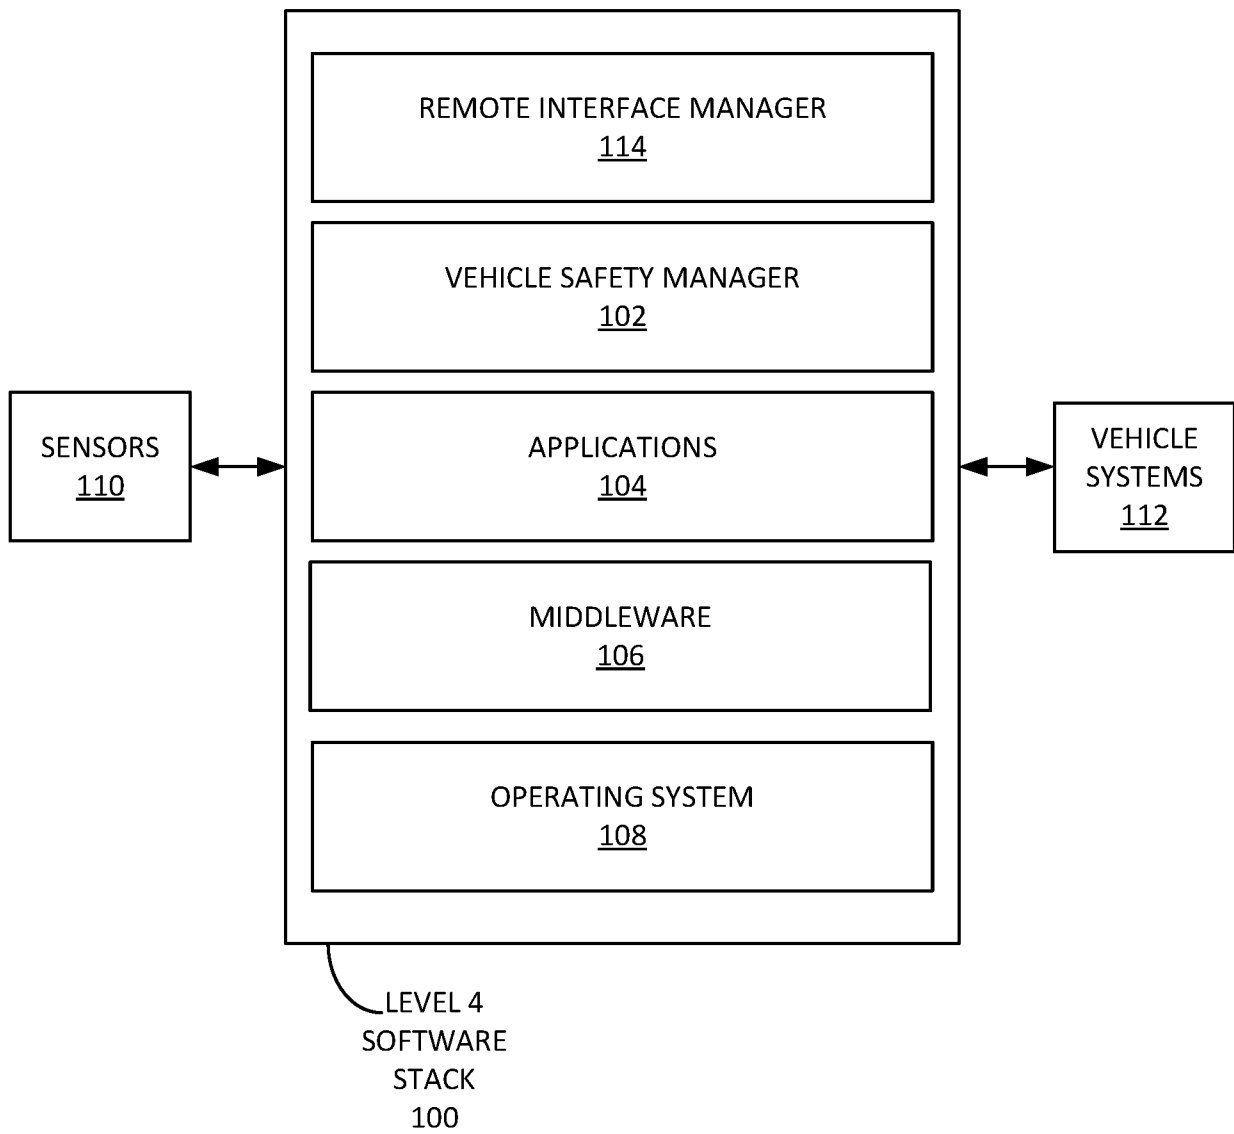 REMOTE INTERFACE MANAGER
114
VEHICLE SAFETY MANAGER
102
SENSORS
110
APPLICATIONS
104
VEHICLE
SYSTEMS
112
MIDDLEWARE
106
OPERATING SYSTEM
108
LEVEL 4
SOFTWARE
STACK
100